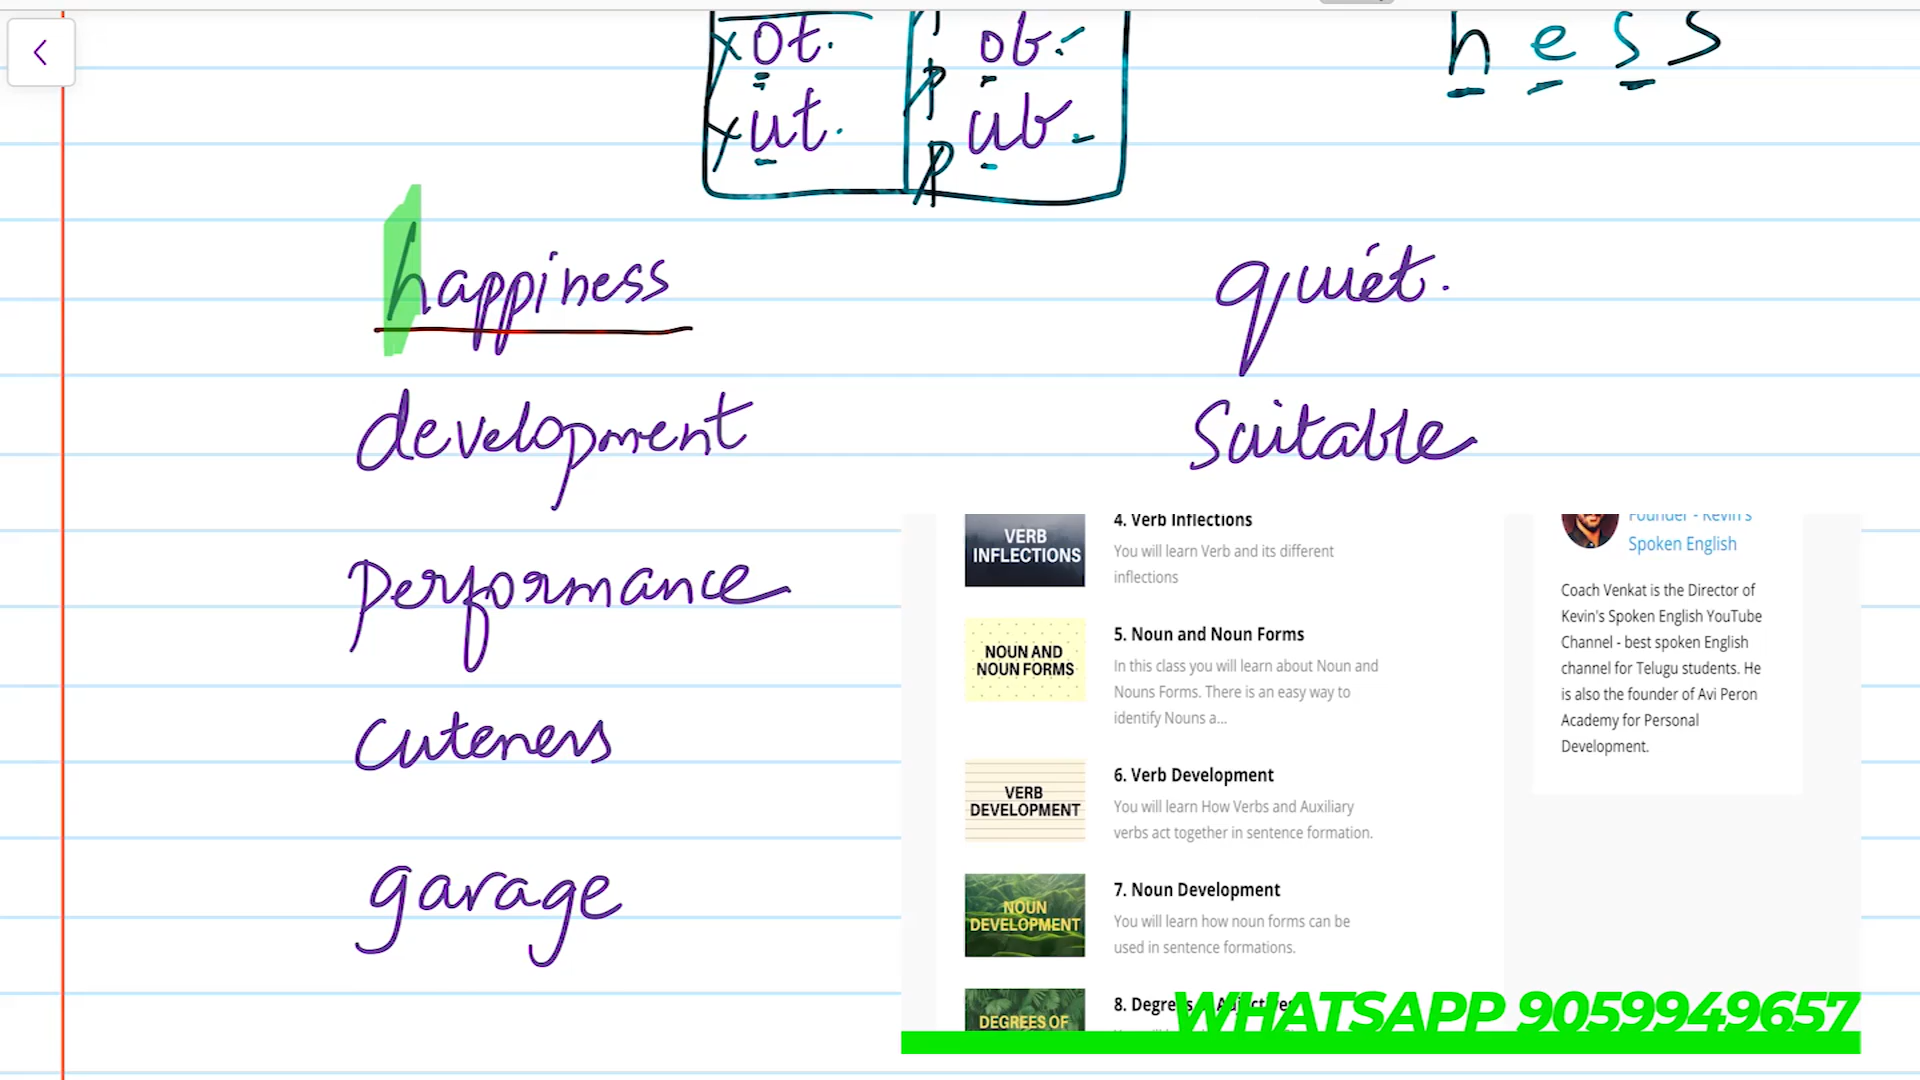 ot.
ob.
h e s s
ut.
ub
p
happiness
quiet.
development
Suitable
performance
cuteness
garage
VERB
INFLECTIONS
4. Verb Inflections
You will learn Verb and its different
inflections
NOUN AND
NOUN FORMS
5. Noun and Noun Forms
In this class you will learn about Noun and
Nouns Forms. There is an easy way to
identify Nouns a...
VERB
DEVELOPMENT
6. Verb Development
You will learn How Verbs and Auxiliary
verbs act together in sentence formation.
NOUN
DEVELOPMENT
7. Noun Development
You will learn how noun forms can be
used in sentence formations.
DEGREES OF
8. Degrees
Founder - Kevin's
Spoken English
Coach Venkat is the Director of
Kevin's Spoken English YouTube
Channel - best spoken English
channel for Telugu students. He
is also the founder of Avi Peron
Academy for Personal
Development.
WHATSAPP 9059949657